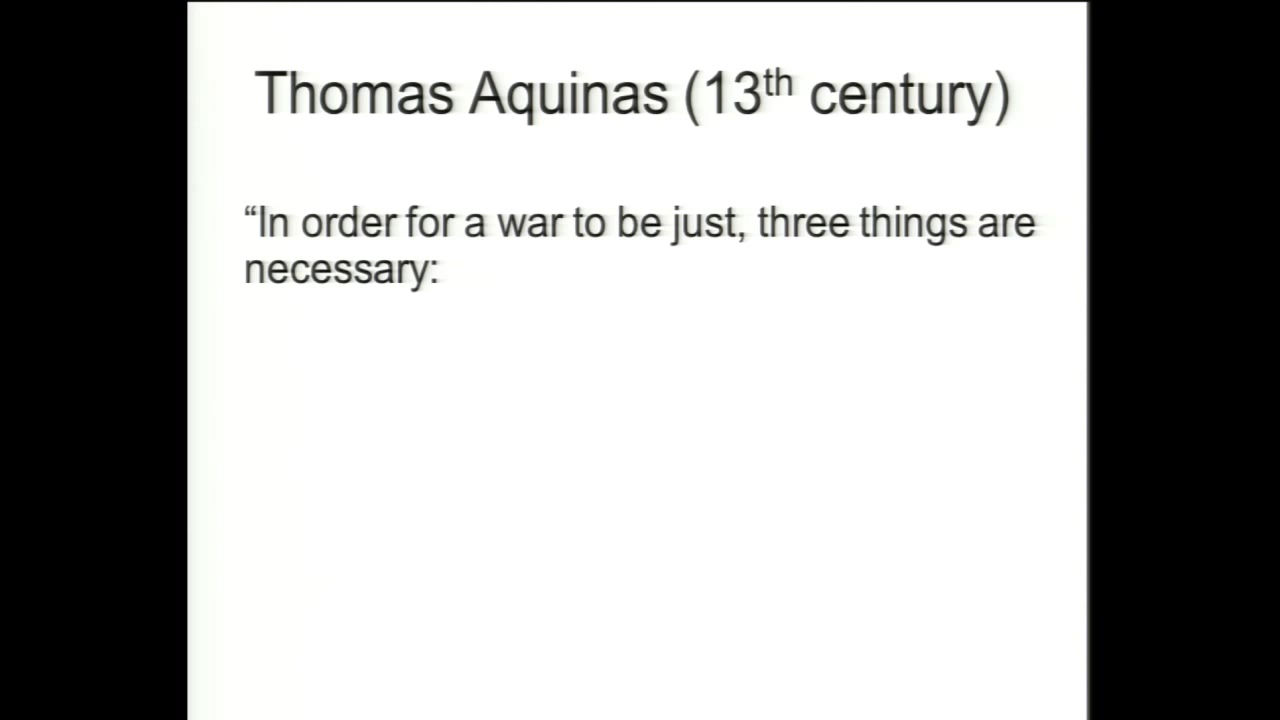 Thomas Aquinas (13th century)
“In order for a war to be just, three things are
necessary: